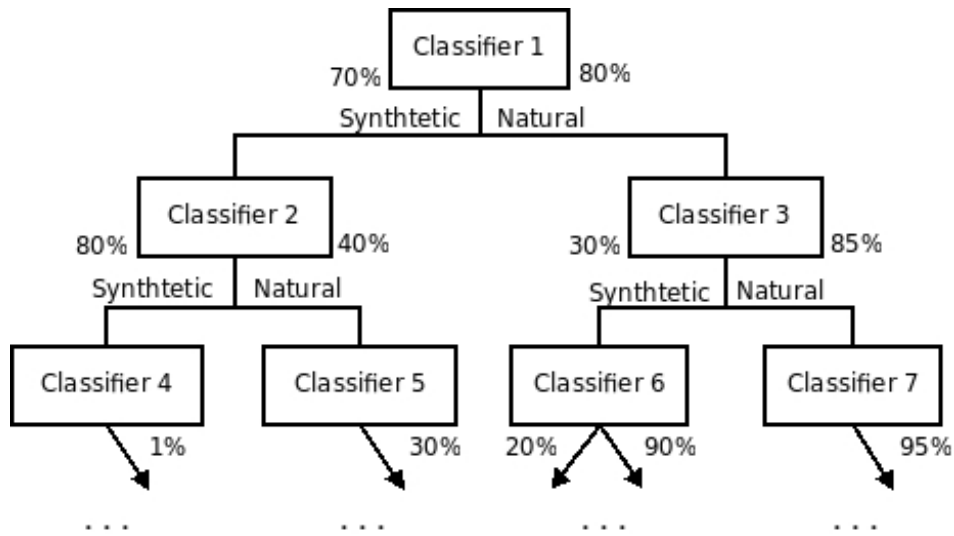 Classifier 1
70% 80%
Synthtetic Natural
Classifier 2 Classifier 3
80% 40% 30% 85%
Synthtetic Natural Synthtetic Natural
Classifier 4 Classifier 5 Classifier 6 Classifier 7
1% 30% 20% 90% 95%
. . . . . . . . . . . .